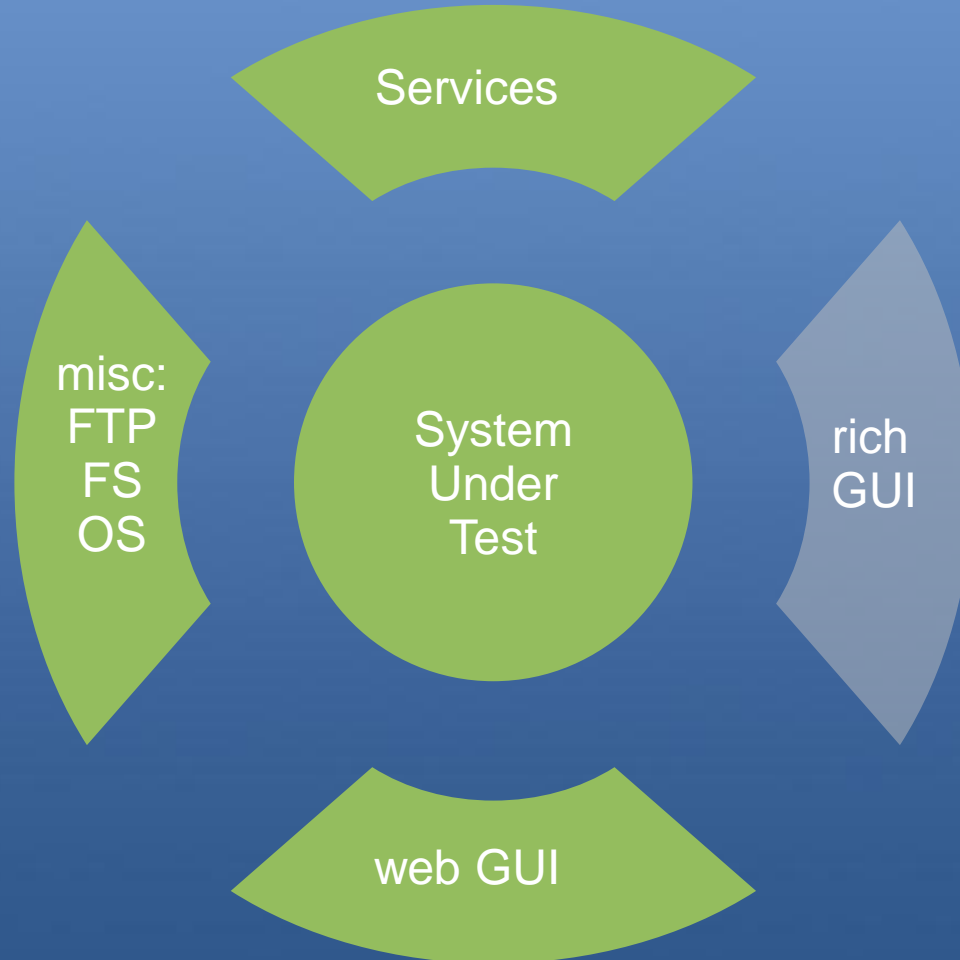 Services
misc:
FTP
FS
OS
System
Under
Test
rich
GUI
web GUI